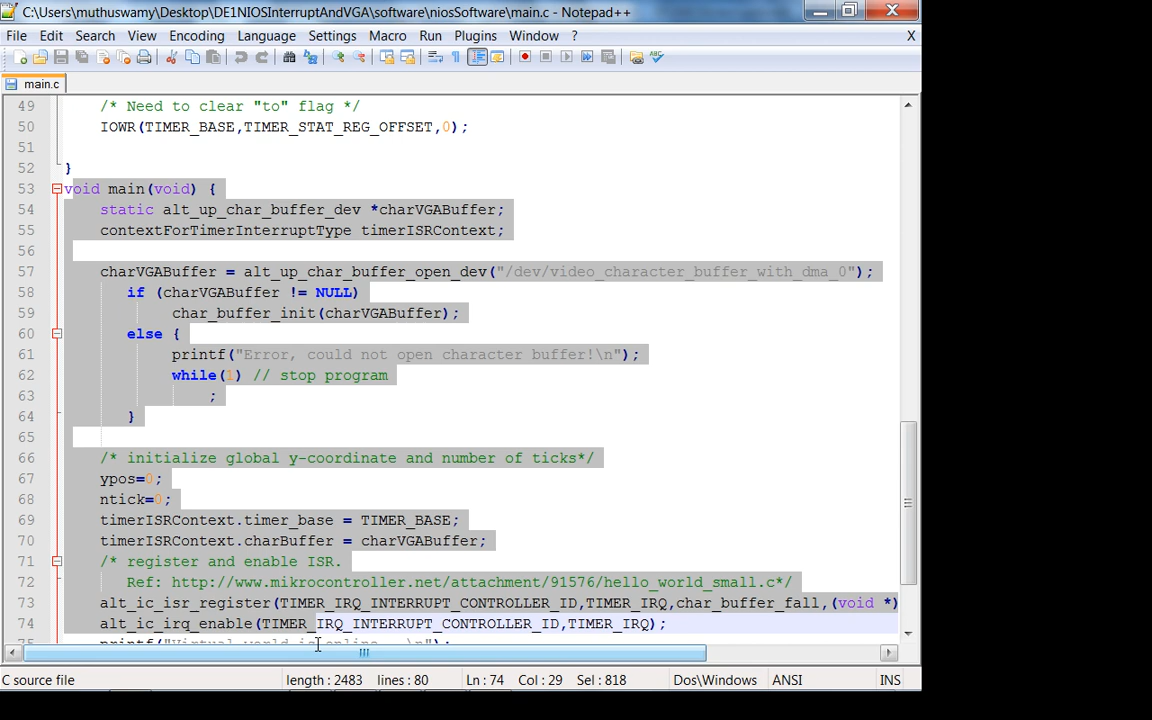 C:\Users\muthuswamy\Desktop\DE1NIOSInterruptAndVGA\software\niosSoftware\main.c - Notepad++
File Edit Search View Encoding Language Settings Macro Run Plugins Window ? X
main.c
49 /* Need to clear "to" flag */
50 IOWR(TIMER_BASE,TIMER_STAT_REG_OFFSET,0);
51
52 }
53 void main(void) {
54 static alt_up_char_buffer_dev *charVGABuffer;
55 contextForTimerInterruptType timerISRContext;
56
57 charVGABuffer = alt_up_char_buffer_open_dev("/dev/video_character_buffer_with_dma_0");
58 if (charVGABuffer != NULL)
59 char_buffer_init(charVGABuffer);
60 else {
61 printf("Error, could not open character buffer!\n");
62 while(1) // stop program
63 ;
64 }
65
66 /* initialize global y-coordinate and number of ticks*/
67 ypos=0;
68 ntick=0;
69 timerISRContext.timer_base = TIMER_BASE;
70 timerISRContext.charBuffer = charVGABuffer;
71 /* register and enable ISR.
72 Ref: http://www.mikrocontroller.net/attachment/91576/hello_world_small.c*/
73 alt_ic_isr_register(TIMER_IRQ_INTERRUPT_CONTROLLER_ID,TIMER_IRQ,char_buffer_fall,(void *)
74 alt_ic_irq_enable(TIMER_IRQ_INTERRUPT_CONTROLLER_ID,TIMER_IRQ);
75 printf("Virtual world is online...\n");
C source file length : 2483 lines : 80 Ln : 74 Col : 29 Sel : 818 Dos\Windows ANSI INS